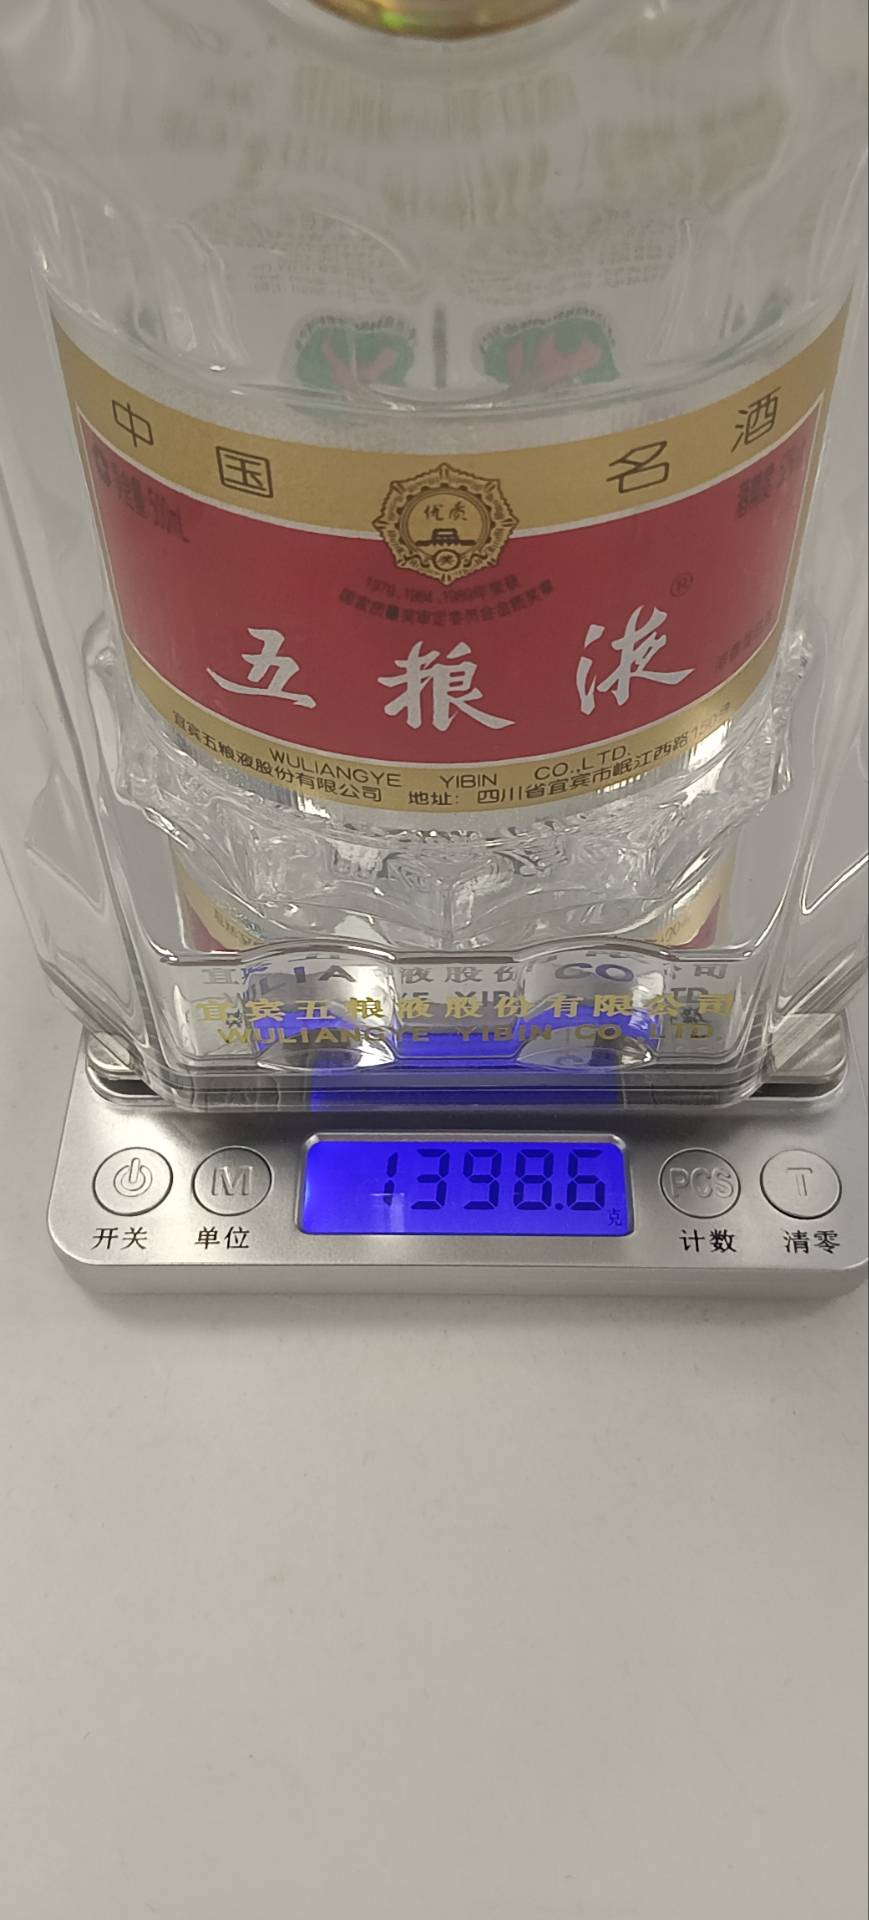 中国名酒
优质
奖
1979、1984、1989年荣获
国家质量奖审定委员会金质奖章
五粮液®
WULIANGYE YIBIN CO.,LTD.
宜宾五粮液股份有限公司 地址：四川省宜宾市岷江西路150号
宜宾五粮液股份有限公司
WULIANGYE YIBIN CO.,LTD.
1398.6 克
M PCS T
开关 单位 计数 清零